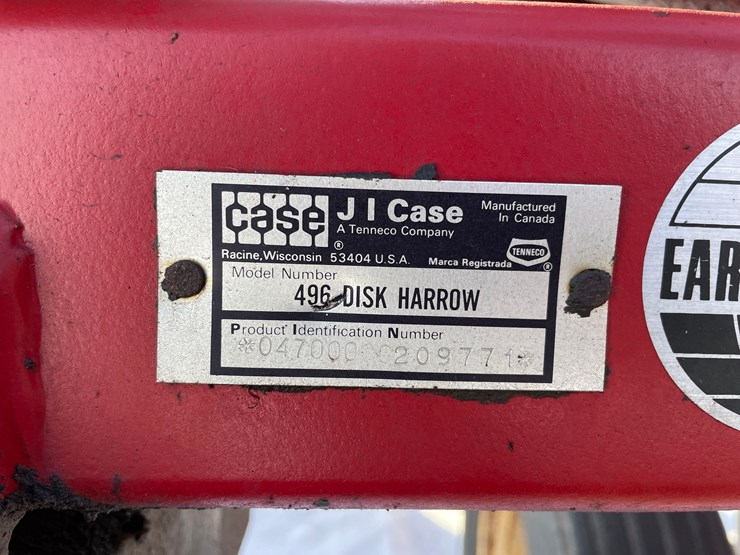 case
J I Case
A Tenneco Company
®
Manufactured
In Canada
Racine, Wisconsin 53404 U.S.A.
Marca Registrada
TENNECO
®
Model Number
496 DISK HARROW
Product Identification Number
EAR